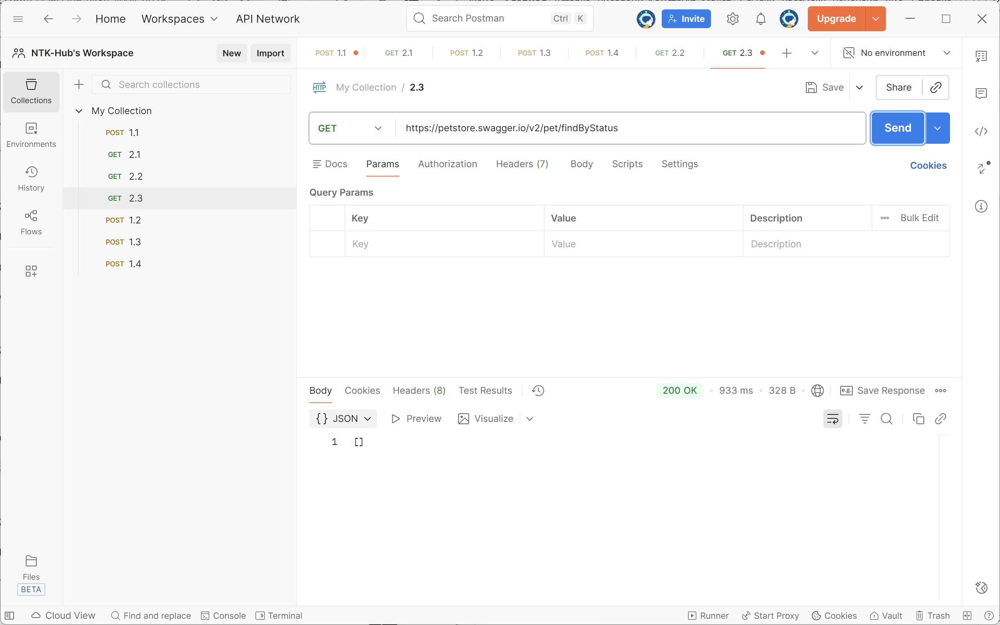 Home Workspaces API Network Search Postman Ctrl K Invite Upgrade
NTK-Hub's Workspace New Import
POST 1.1 GET 2.1 POST 1.2 POST 1.3 POST 1.4 GET 2.2 GET 2.3 No environment
Collections
Environments
History
Flows
Files
BETA
Search collections
My Collection
POST 1.1
GET 2.1
GET 2.2
GET 2.3
POST 1.2
POST 1.3
POST 1.4
HTTP My Collection / 2.3 Save Share
GET https://petstore.swagger.io/v2/pet/findByStatus Send
Docs Params Authorization Headers (7) Body Scripts Settings Cookies
Query Params
Key Value Description Bulk Edit
Key Value Description
Body Cookies Headers (8) Test Results 200 OK 933 ms 328 B e.g. Save Response
{} JSON Preview Visualize
1 []
Cloud View Find and replace Console Terminal Runner Start Proxy Cookies Vault Trash